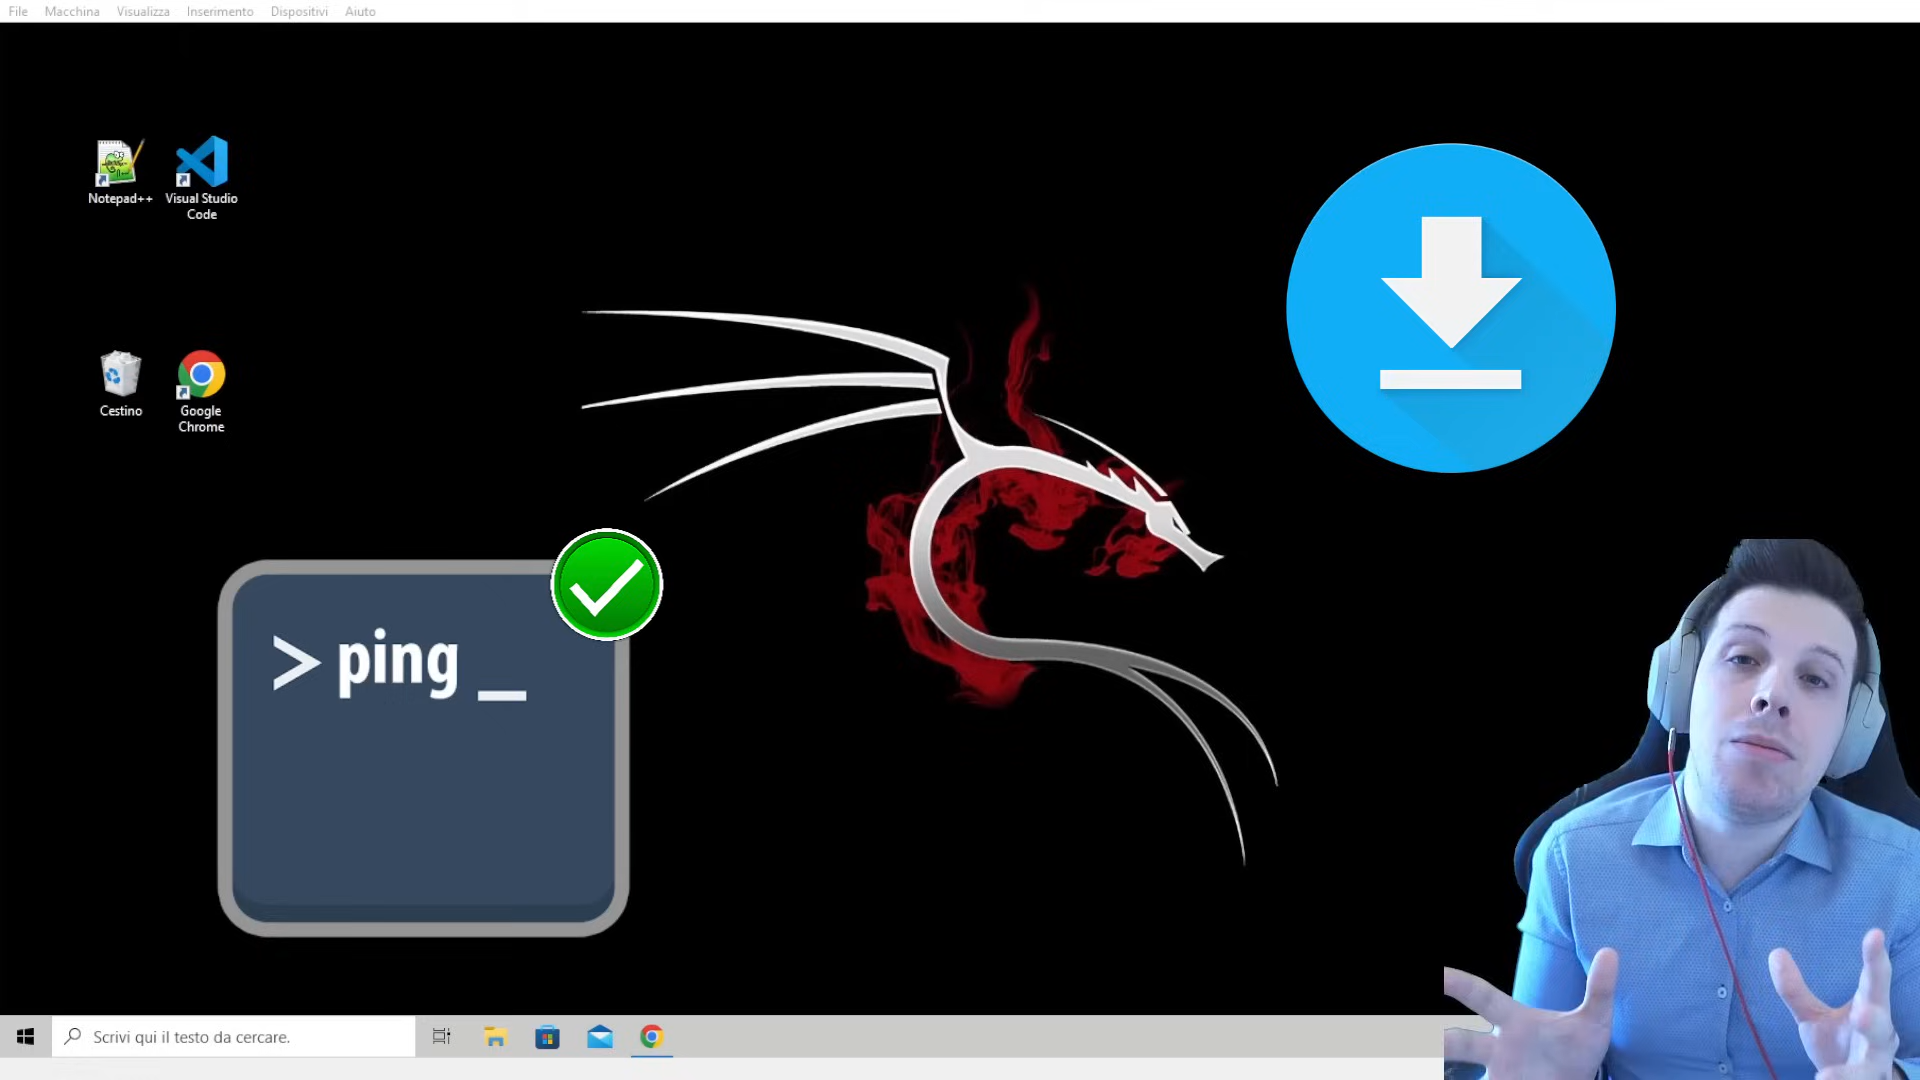 File Macchina Visualizza Inserimento Dispositivi Aiuto
Notepad++
Visual Studio
Code
Cestino
Google
Chrome
> ping _
Scrivi qui il testo da cercare.